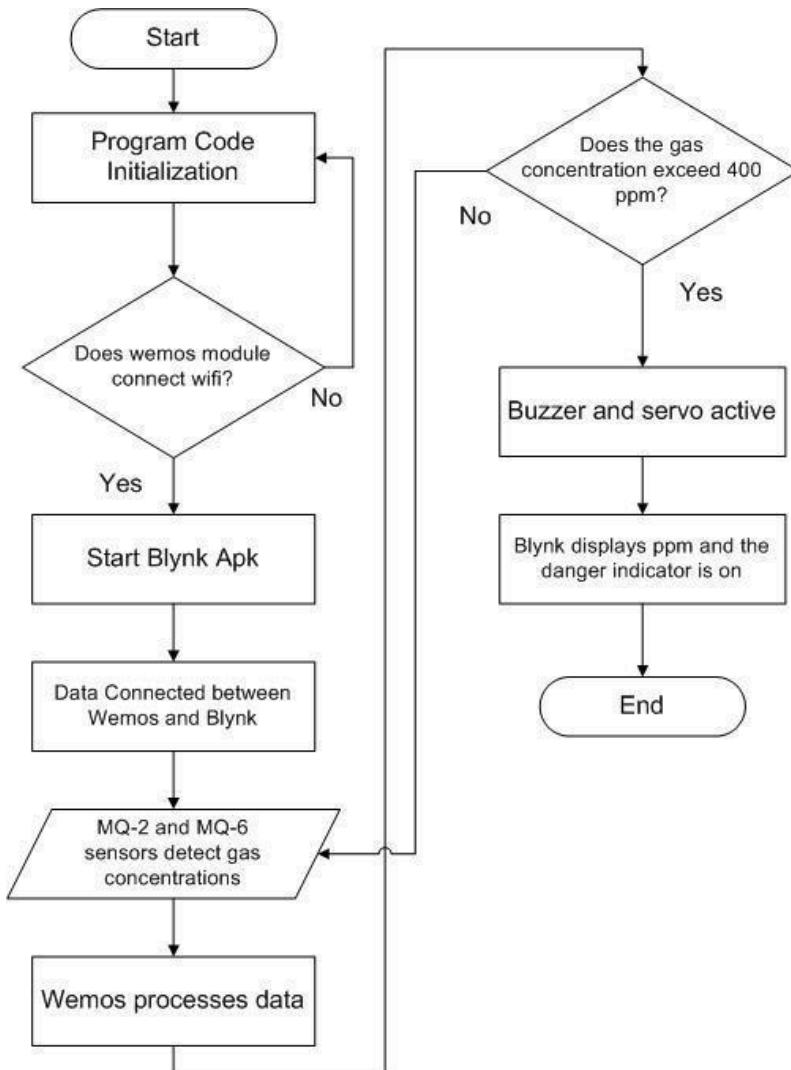 Start
Program Code
Initialization
Does wemos module
connect wifi?
No
Yes
Start Blynk Apk
Data Connected between
Wemos and Blynk
MQ-2 and MQ-6
sensors detect gas
concentrations
Wemos processes data
Does the gas
concentration exceed 400
ppm?
No
Yes
Buzzer and servo active
Blynk displays ppm and the
danger indicator is on
End